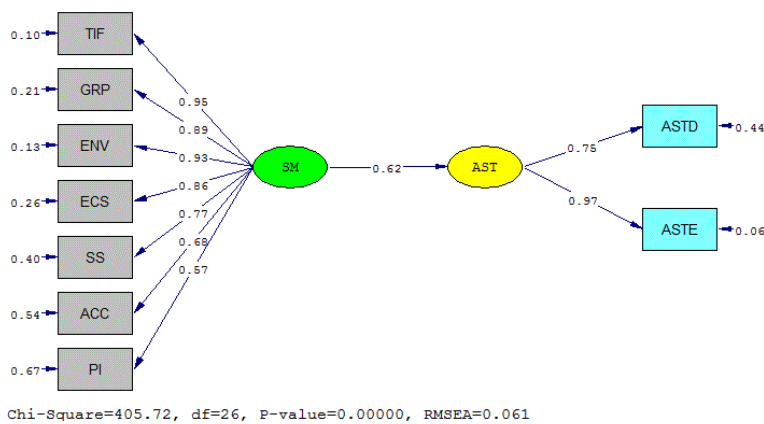 0.10 TIF
0.95
0.21 GRP
0.89
0.13 ENV
0.93
0.26 ECS
0.86
0.40 SS
0.77
0.54 ACC
0.68
0.67 PI
0.57
SM
0.62
AST
0.75
ASTD 0.44
0.97
ASTE 0.06
Chi-Square=405.72, df=26, P-value=0.00000, RMSEA=0.061